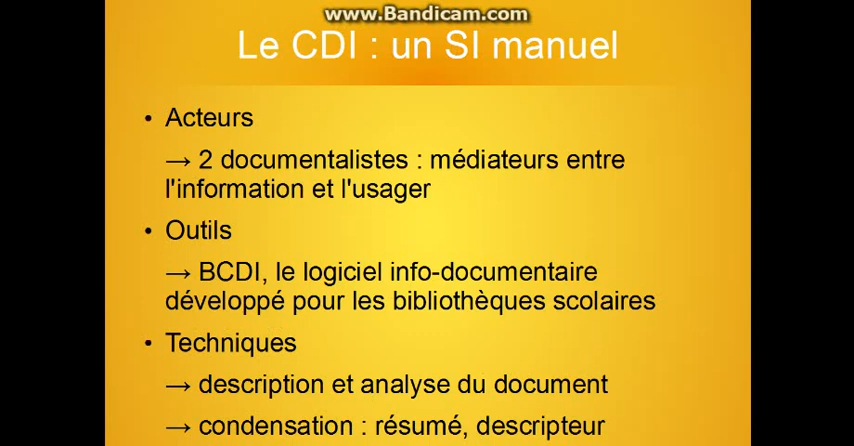 www.Bandicam.com
Le CDI : un SI manuel
• Acteurs
→ 2 documentalistes : médiateurs entre
l'information et l'usager
• Outils
→ BCDI, le logiciel info-documentaire
développé pour les bibliothèques scolaires
• Techniques
→ description et analyse du document
→ condensation : résumé, descripteur